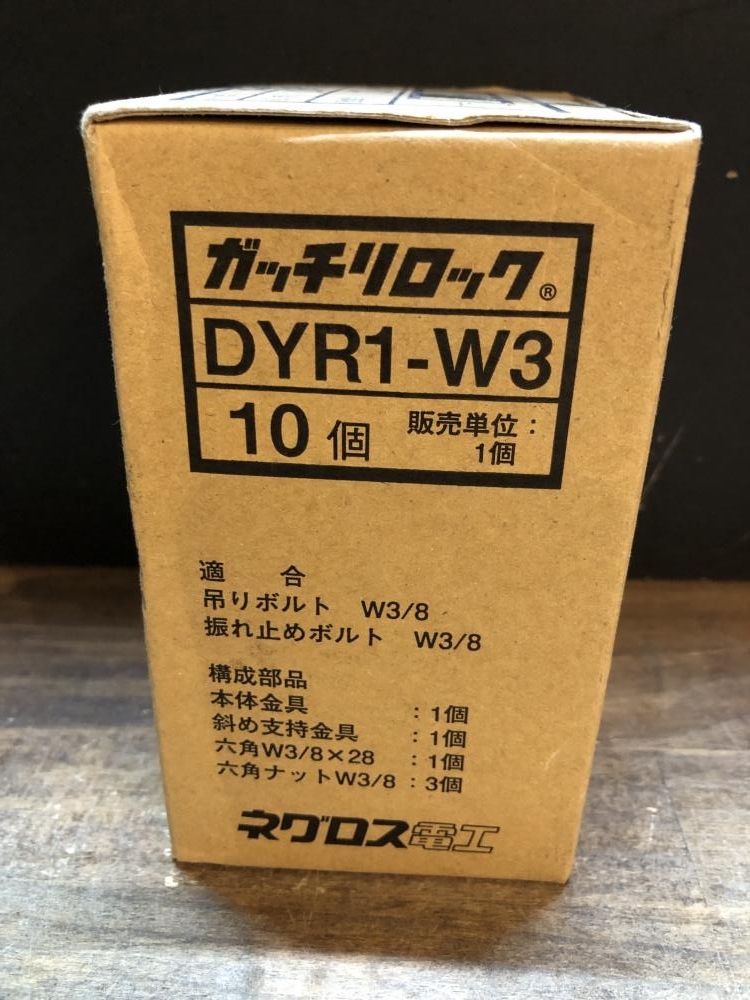 ガッチリロック®
DYR1-W3
10個 販売単位：
1個
適 合
吊りボルト W3/8
振れ止めボルト W3/8
構成部品
本体金具 ：1個
斜め支持金具 ：1個
六角W3/8×28 ：1個
六角ナットW3/8 ：3個
ネグロス電工